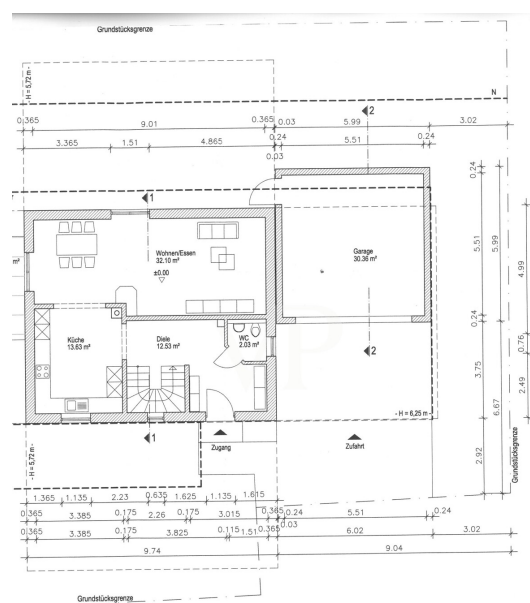 Grundstücksgrenze
- H = 5,72 m -
N
0.365 9.01 0.365 0.03 5.99 3.02
2
3.365 1.51 4.865 0.24 5.51 0.24
0.03
1
0.24
Wohnen/Essen
32.10 m²
±0.00
m²
Garage
30.36 m²
5.51 5.99 4.99
0.24
Küche
13.63 m²
Diele
12.53 m²
WC
2.03 m²
2
0.76
3.75
2.49
6.67
- H = 6,25 m -
1
Zugang
Zufahrt
- H = 5,72 m -
2.92
Grundstücksgrenze
1.365 1.135 2.23 0.635 1.625 1.135 1.615
0.365 3.385 0.175 2.26 0.175 3.015 0.365 0.24 5.51 0.24
0.03
0.365 3.385 0.175 3.825 0.115 1.51 0.365 6.02 3.02
9.74 9.04
Grundstücksgrenze